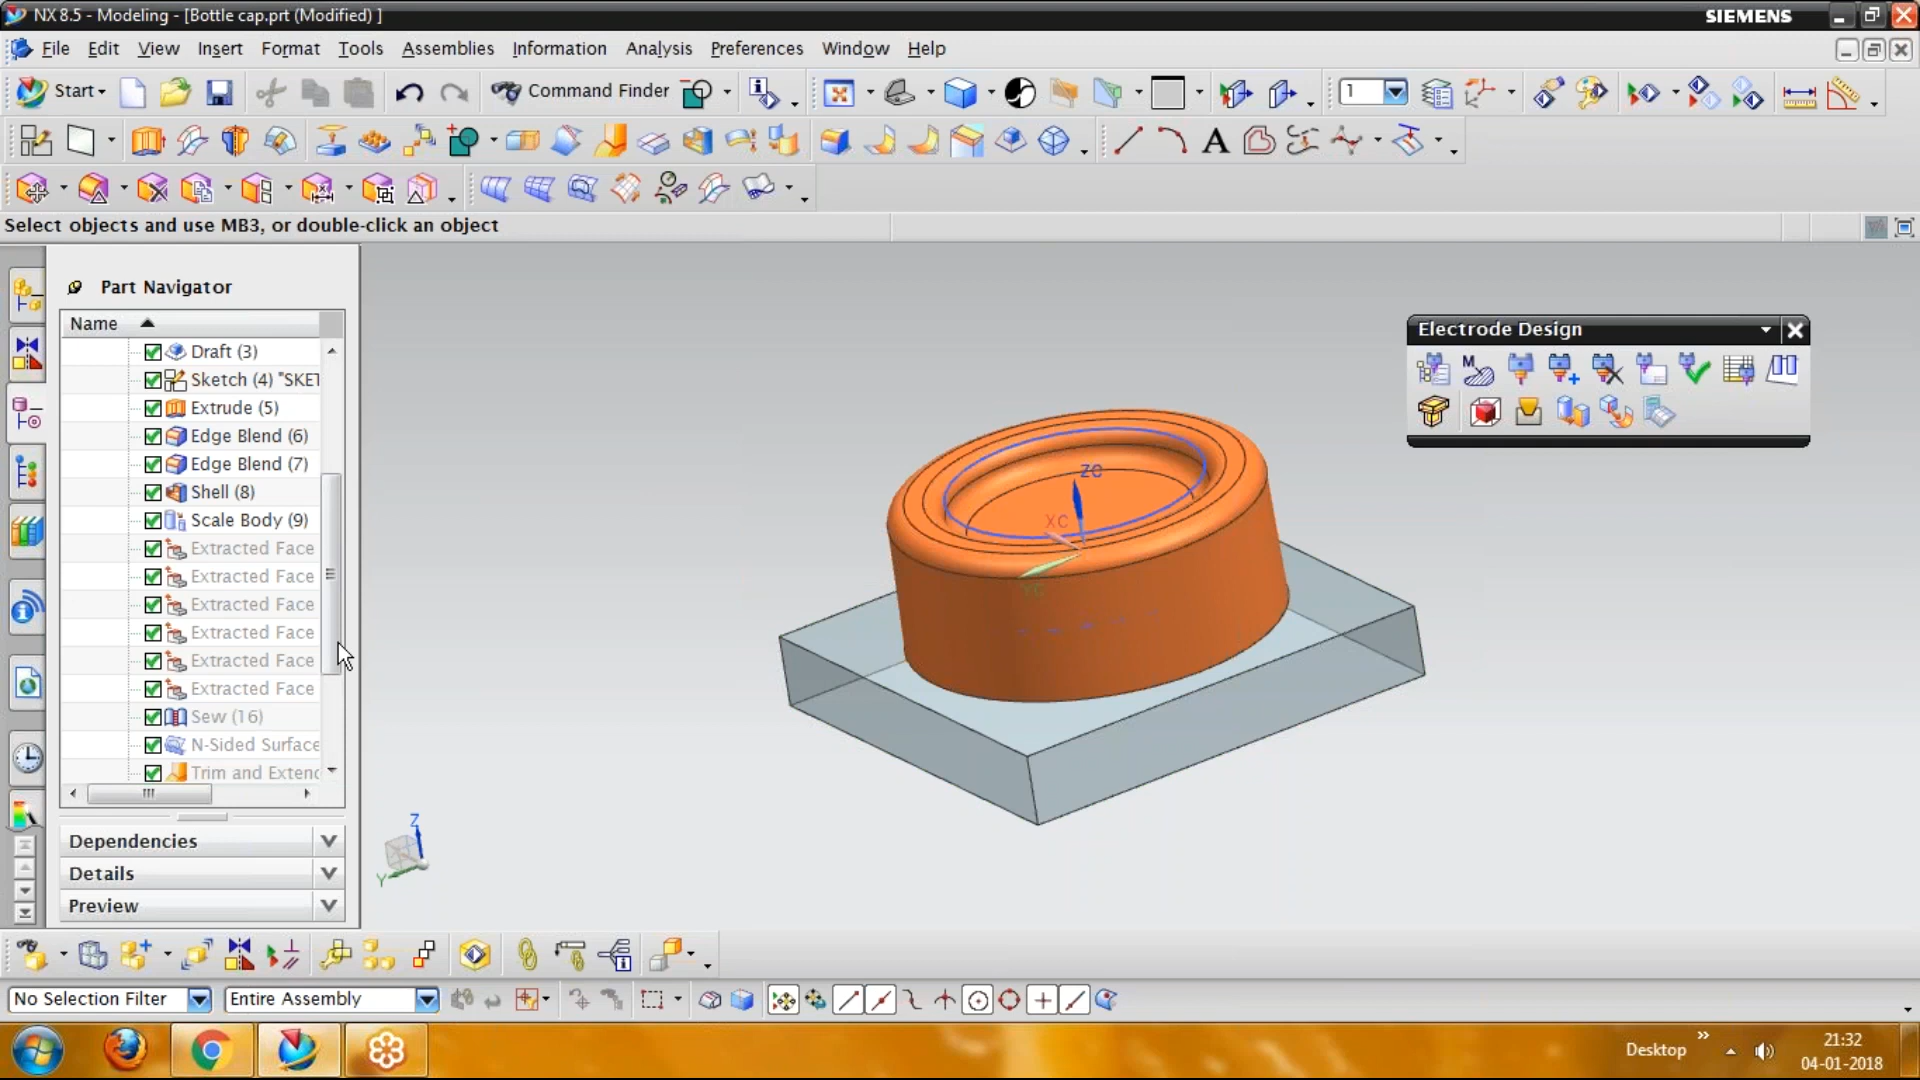 NX 8.5 - Modeling - [Bottle cap.prt (Modified) ]
SIEMENS
File Edit View Insert Format Tools Assemblies Information Analysis Preferences Window Help
Start
Command Finder
1
A
Select objects and use MB3, or double-click an object
Part Navigator
Name
Draft (3)
Sketch (4) "SKET
Extrude (5)
Edge Blend (6)
Edge Blend (7)
Shell (8)
Scale Body (9)
Extracted Face
Extracted Face
Extracted Face
Extracted Face
Extracted Face
Extracted Face
Sew (16)
N-Sided Surface
Trim and Extend
Dependencies
Details
Preview
Electrode Design
M
ZC
XC
YC
Z
Y
No Selection Filter
Entire Assembly
Desktop
21:32
04-01-2018